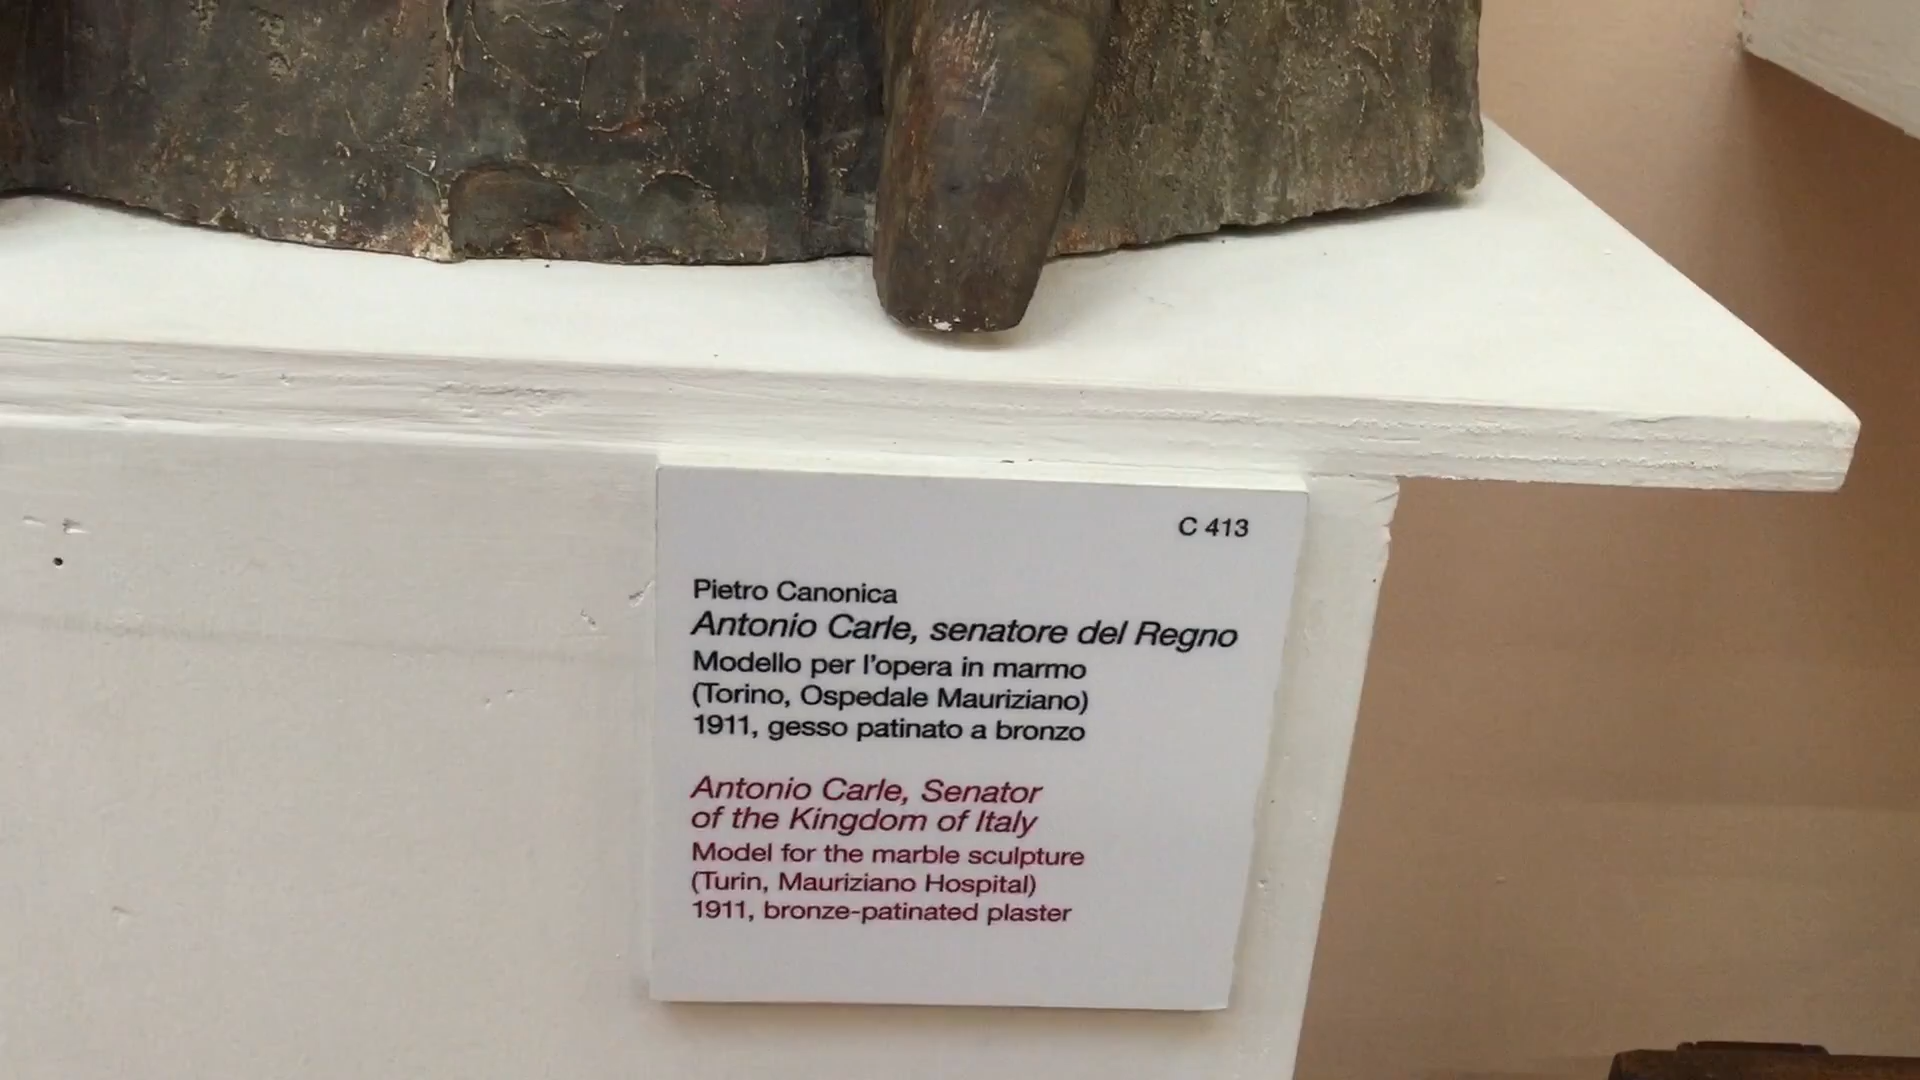 C 413
Pietro Canonica
Antonio Carle, senatore del Regno
Modello per l'opera in marmo
(Torino, Ospedale Mauriziano)
1911, gesso patinato a bronzo
Antonio Carle, Senator
of the Kingdom of Italy
Model for the marble sculpture
(Turin, Mauriziano Hospital)
1911, bronze-patinated plaster